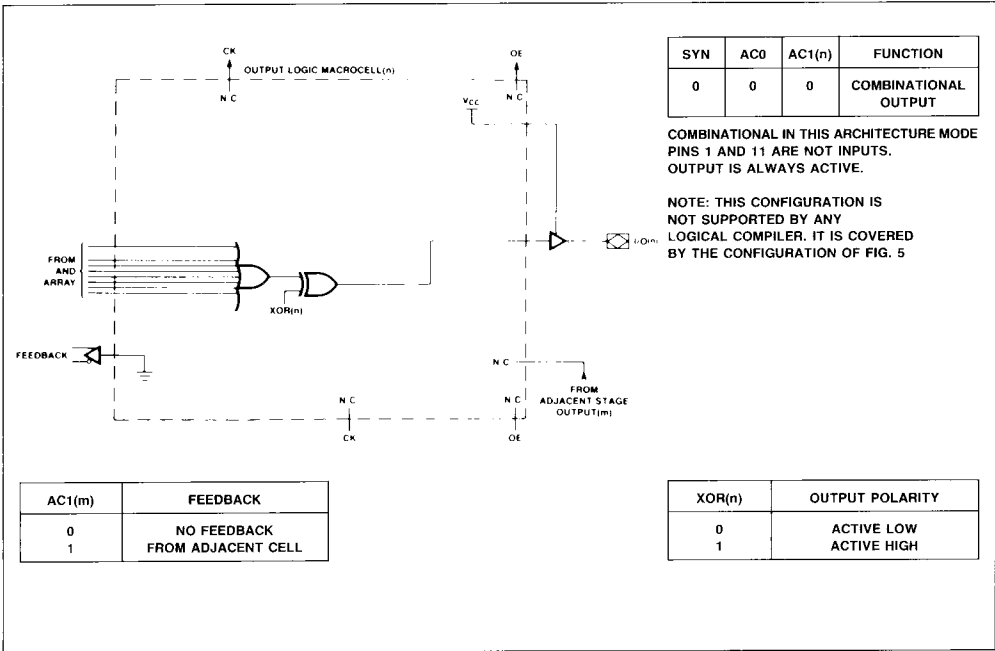 CK
OUTPUT LOGIC MACROCELL(n)
N C
OE
N C
VCC
FROM
AND
ARRAY
XOR(n)
I/O(n)
FEEDBACK
N C
FROM
ADJACENT STAGE
OUTPUT(m)
N C
CK
N C
OE
SYN AC0 AC1(n) FUNCTION
0 0 0 COMBINATIONAL
OUTPUT
COMBINATIONAL IN THIS ARCHITECTURE MODE
PINS 1 AND 11 ARE NOT INPUTS.
OUTPUT IS ALWAYS ACTIVE.
NOTE: THIS CONFIGURATION IS
NOT SUPPORTED BY ANY
LOGICAL COMPILER. IT IS COVERED
BY THE CONFIGURATION OF FIG. 5
AC1(m) FEEDBACK
0 NO FEEDBACK
1 FROM ADJACENT CELL
XOR(n) OUTPUT POLARITY
0 ACTIVE LOW
1 ACTIVE HIGH